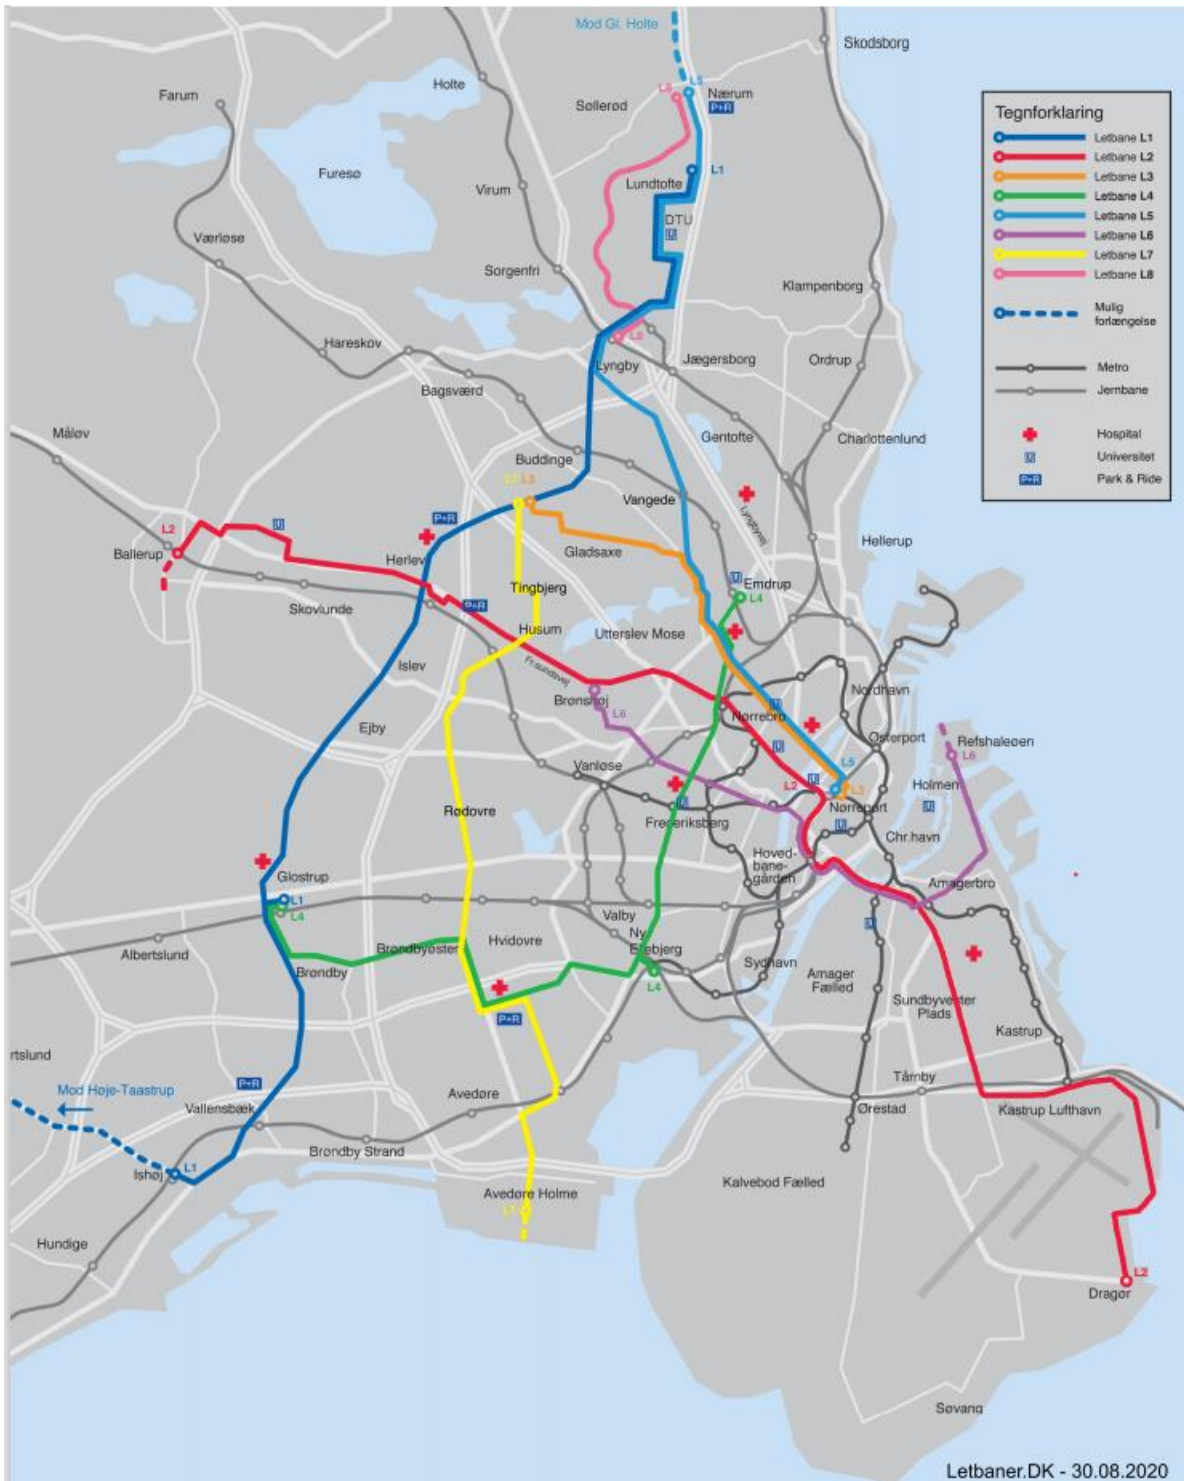 Mod Gl. Holte
Skodsborg
Holte
Farum
L8
L5
Nærum
P+R
Søllerød
Tegnforklaring
Letbane L1
Letbane L2
Letbane L3
Letbane L4
Letbane L5
Letbane L6
Letbane L7
Letbane L8
Mulig
forlængelse
Metro
Jernbane
Hospital
U
Universitet
P+R
Park & Ride
Furesø
Virum
Lundtofte
L1
DTU
U
Værløse
Sorgenfri
Klampenborg
L8
Hareskov
Lyngby
Jægersborg
Ordrup
Bagsværd
Måløv
Gentofte
Charlottenlund
Buddinge
L7 L3
Vangede
Lyngbyvej
P+R
L2
U
Ballerup
Herlev
Gladsaxe
Hellerup
U
Emdrup
L4
Tingbjerg
P+R
Skovlunde
Husum
Utterslev Mose
Islev
Fr.sundsvej
Brønshøj
L6
Nordhavn
U
Nørrebro
Ejby
U
Østerport
Refshaleøen
L6
Vanløse
L5
L2
U
L3
Holmen
U
Rødovre
U
Frederiksberg
Nørreport
U
Chr.havn
Hoved-
bane-
gården
Glostrup
L1
L4
Amagerbro
Valby
U
Ny
Ellebjerg
Albertslund
Brøndbyøster
Hvidovre
L4
Brøndby
Sydhavn
Amager
Fælled
Sundbyvester
Plads
P+R
Kastrup
rtslund
P+R
Mod Høje-Taastrup
Vallensbæk
Avedøre
Tårnby
Ørestad
Kastrup Lufthavn
Brøndby Strand
Ishøj
L1
Kalvebod Fælled
Avedøre Holme
L7
Hundige
L2
Dragør
Søvang
Letbaner.DK - 30.08.2020